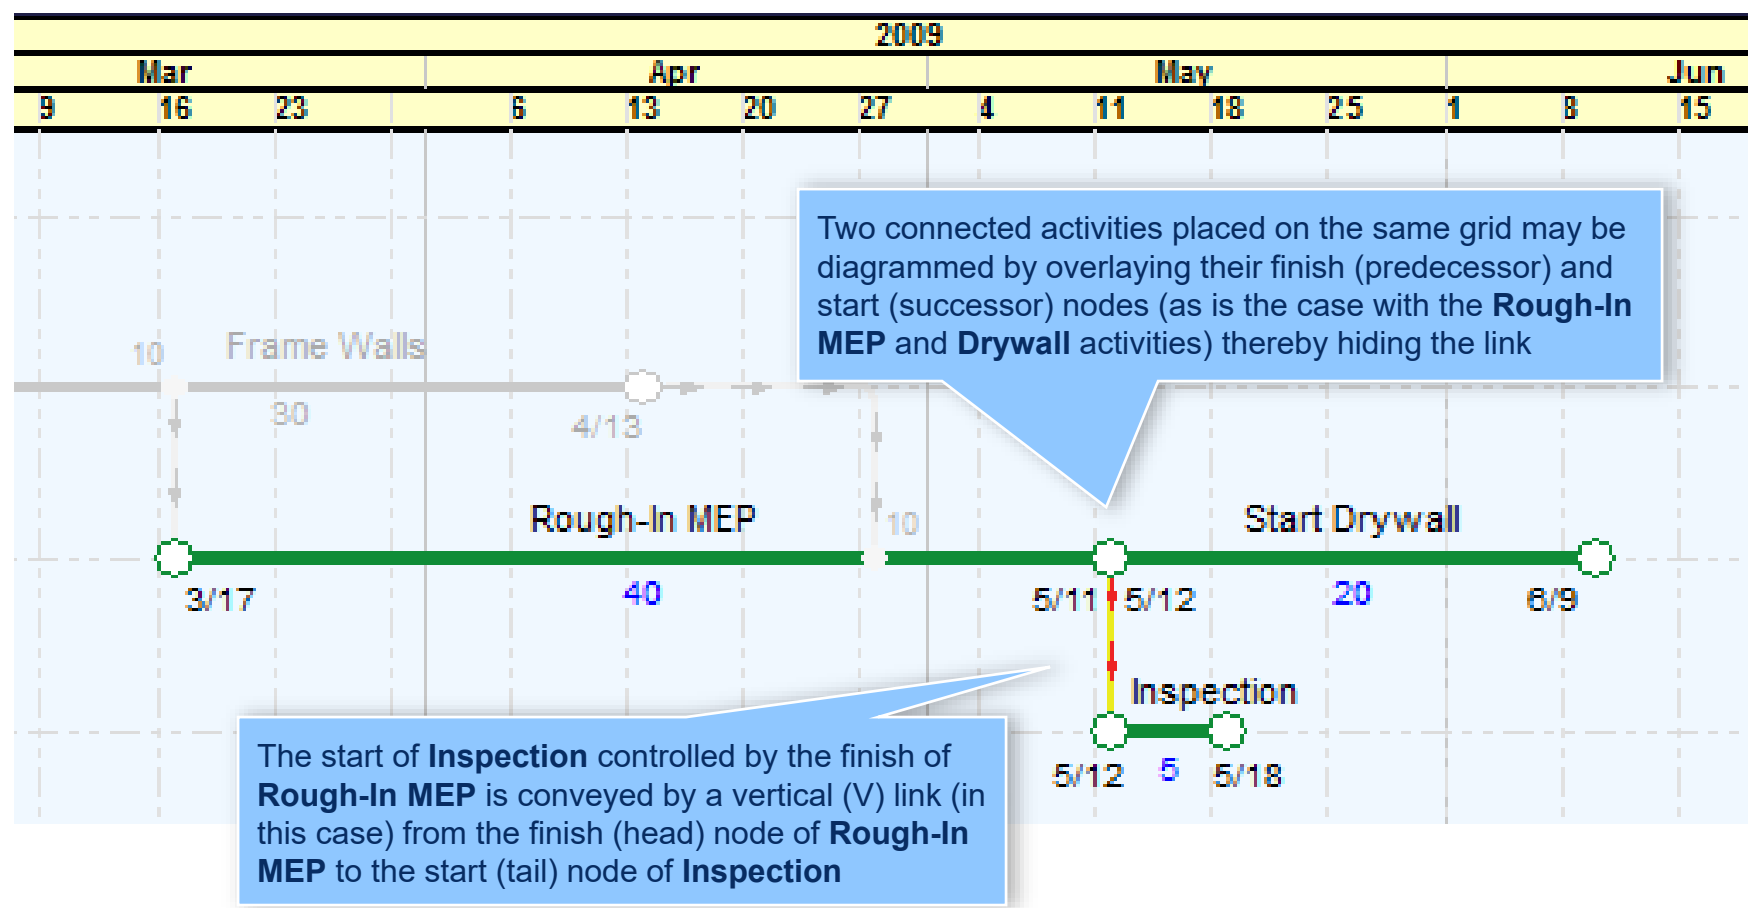 2009
Mar Apr May Jun
9 16 23 6 13 20 27 4 11 18 25 1 8 15
Two connected activities placed on the same grid may be
diagrammed by overlaying their finish (predecessor) and
start (successor) nodes (as is the case with the Rough-In
MEP and Drywall activities) thereby hiding the link
10 Frame Walls
30
4/13
Rough-In MEP 10 Start Drywall
3/17 40 5/11 5/12 20 6/9
Inspection
5/12 5 5/18
The start of Inspection controlled by the finish of
Rough-In MEP is conveyed by a vertical (V) link (in
this case) from the finish (head) node of Rough-In
MEP to the start (tail) node of Inspection